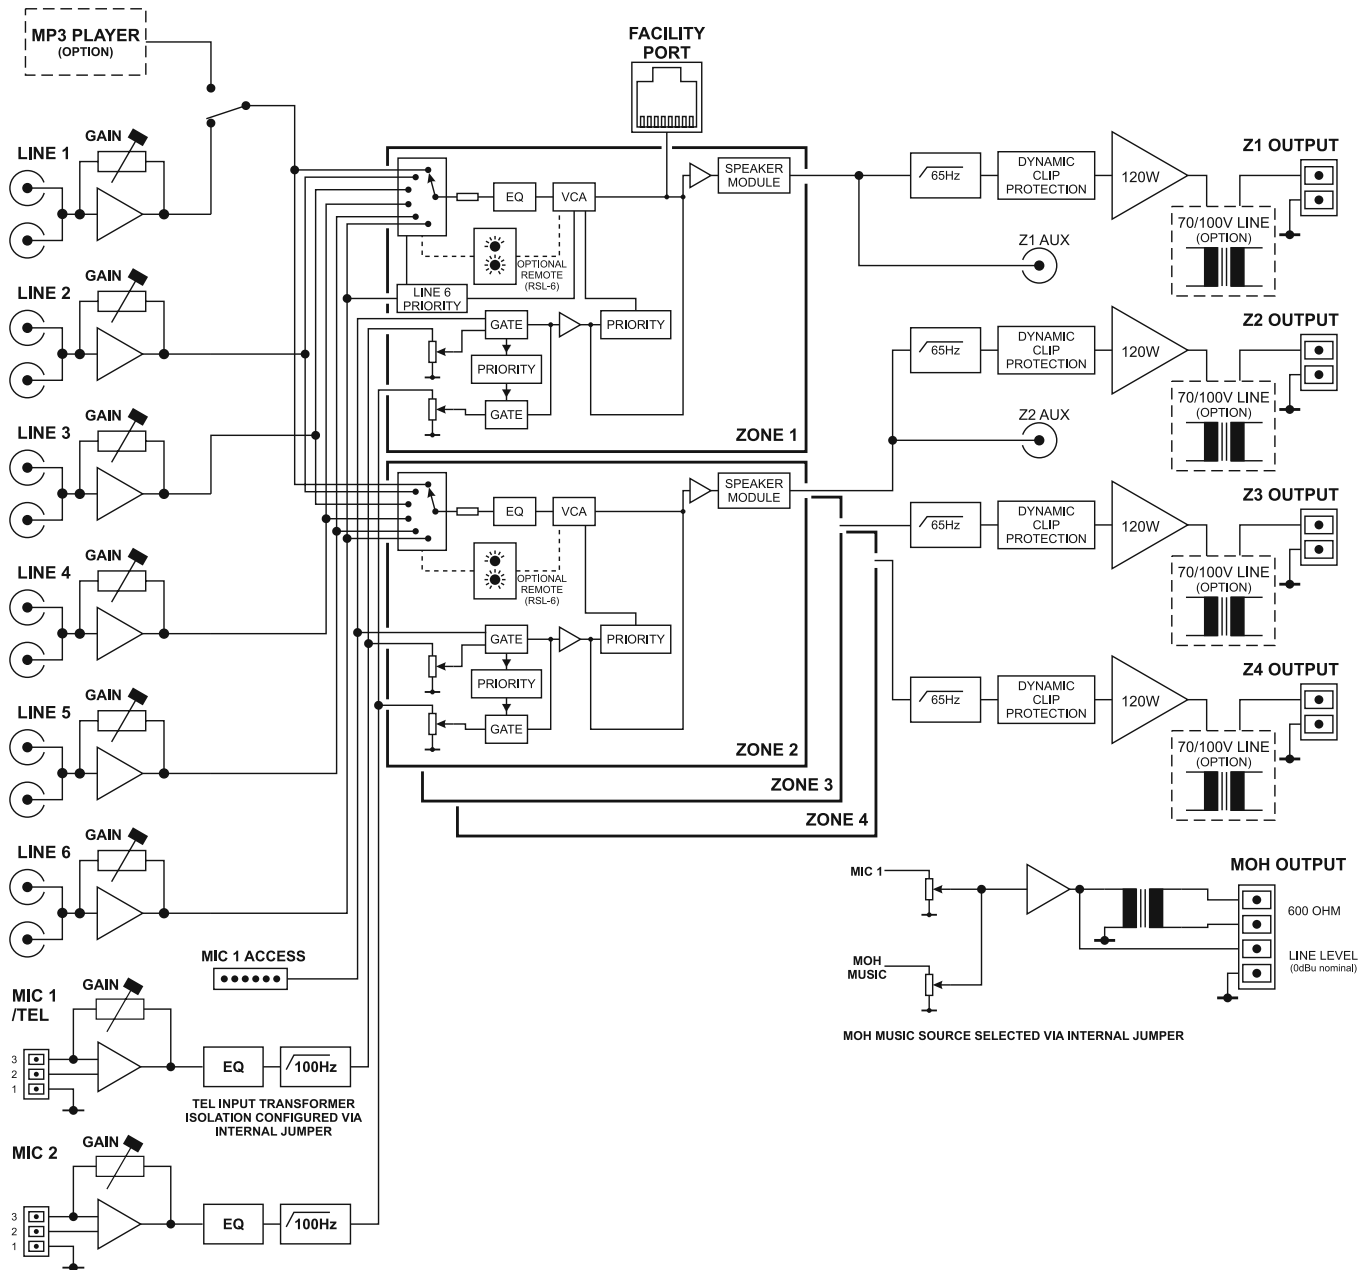 MP3 PLAYER
(OPTION)
FACILITY
PORT
GAIN
LINE 1
GAIN
LINE 2
GAIN
LINE 3
GAIN
LINE 4
GAIN
LINE 5
GAIN
LINE 6
MIC 1 ACCESS
MIC 1
/TEL
GAIN
3
2
1
EQ
100Hz
TEL INPUT TRANSFORMER
ISOLATION CONFIGURED VIA
INTERNAL JUMPER
MIC 2
GAIN
3
2
1
EQ
100Hz
EQ
VCA
SPEAKER
MODULE
OPTIONAL
REMOTE
(RSL-6)
LINE 6
PRIORITY
GATE
PRIORITY
PRIORITY
GATE
ZONE 1
EQ
VCA
SPEAKER
MODULE
OPTIONAL
REMOTE
(RSL-6)
GATE
PRIORITY
PRIORITY
GATE
ZONE 2
ZONE 3
ZONE 4
65Hz
DYNAMIC
CLIP
PROTECTION
120W
Z1 OUTPUT
70/100V LINE
(OPTION)
Z1 AUX
65Hz
DYNAMIC
CLIP
PROTECTION
120W
Z2 OUTPUT
70/100V LINE
(OPTION)
Z2 AUX
65Hz
DYNAMIC
CLIP
PROTECTION
120W
Z3 OUTPUT
70/100V LINE
(OPTION)
65Hz
DYNAMIC
CLIP
PROTECTION
120W
Z4 OUTPUT
70/100V LINE
(OPTION)
MIC 1
MOH
MUSIC
MOH OUTPUT
600 OHM
LINE LEVEL
(0dBu nominal)
MOH MUSIC SOURCE SELECTED VIA INTERNAL JUMPER